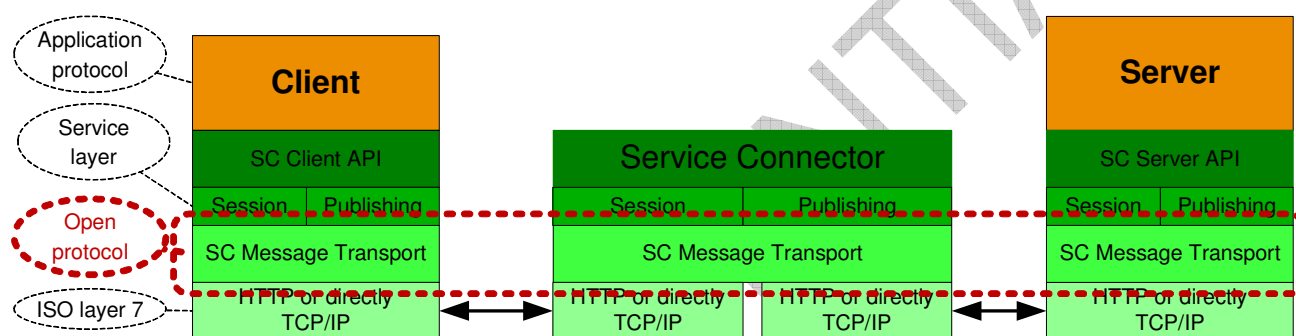 Application
protocol
Service
layer
Open
protocol
ISO layer 7
Client
SC Client API
Session Publishing
SC Message Transport
HTTP or directly
TCP/IP
Service Connector
Session Publishing
SC Message Transport
HTTP or directly HTTP or directly
TCP/IP TCP/IP
Server
SC Server API
Session Publishing
SC Message Transport
HTTP or directly
TCP/IP